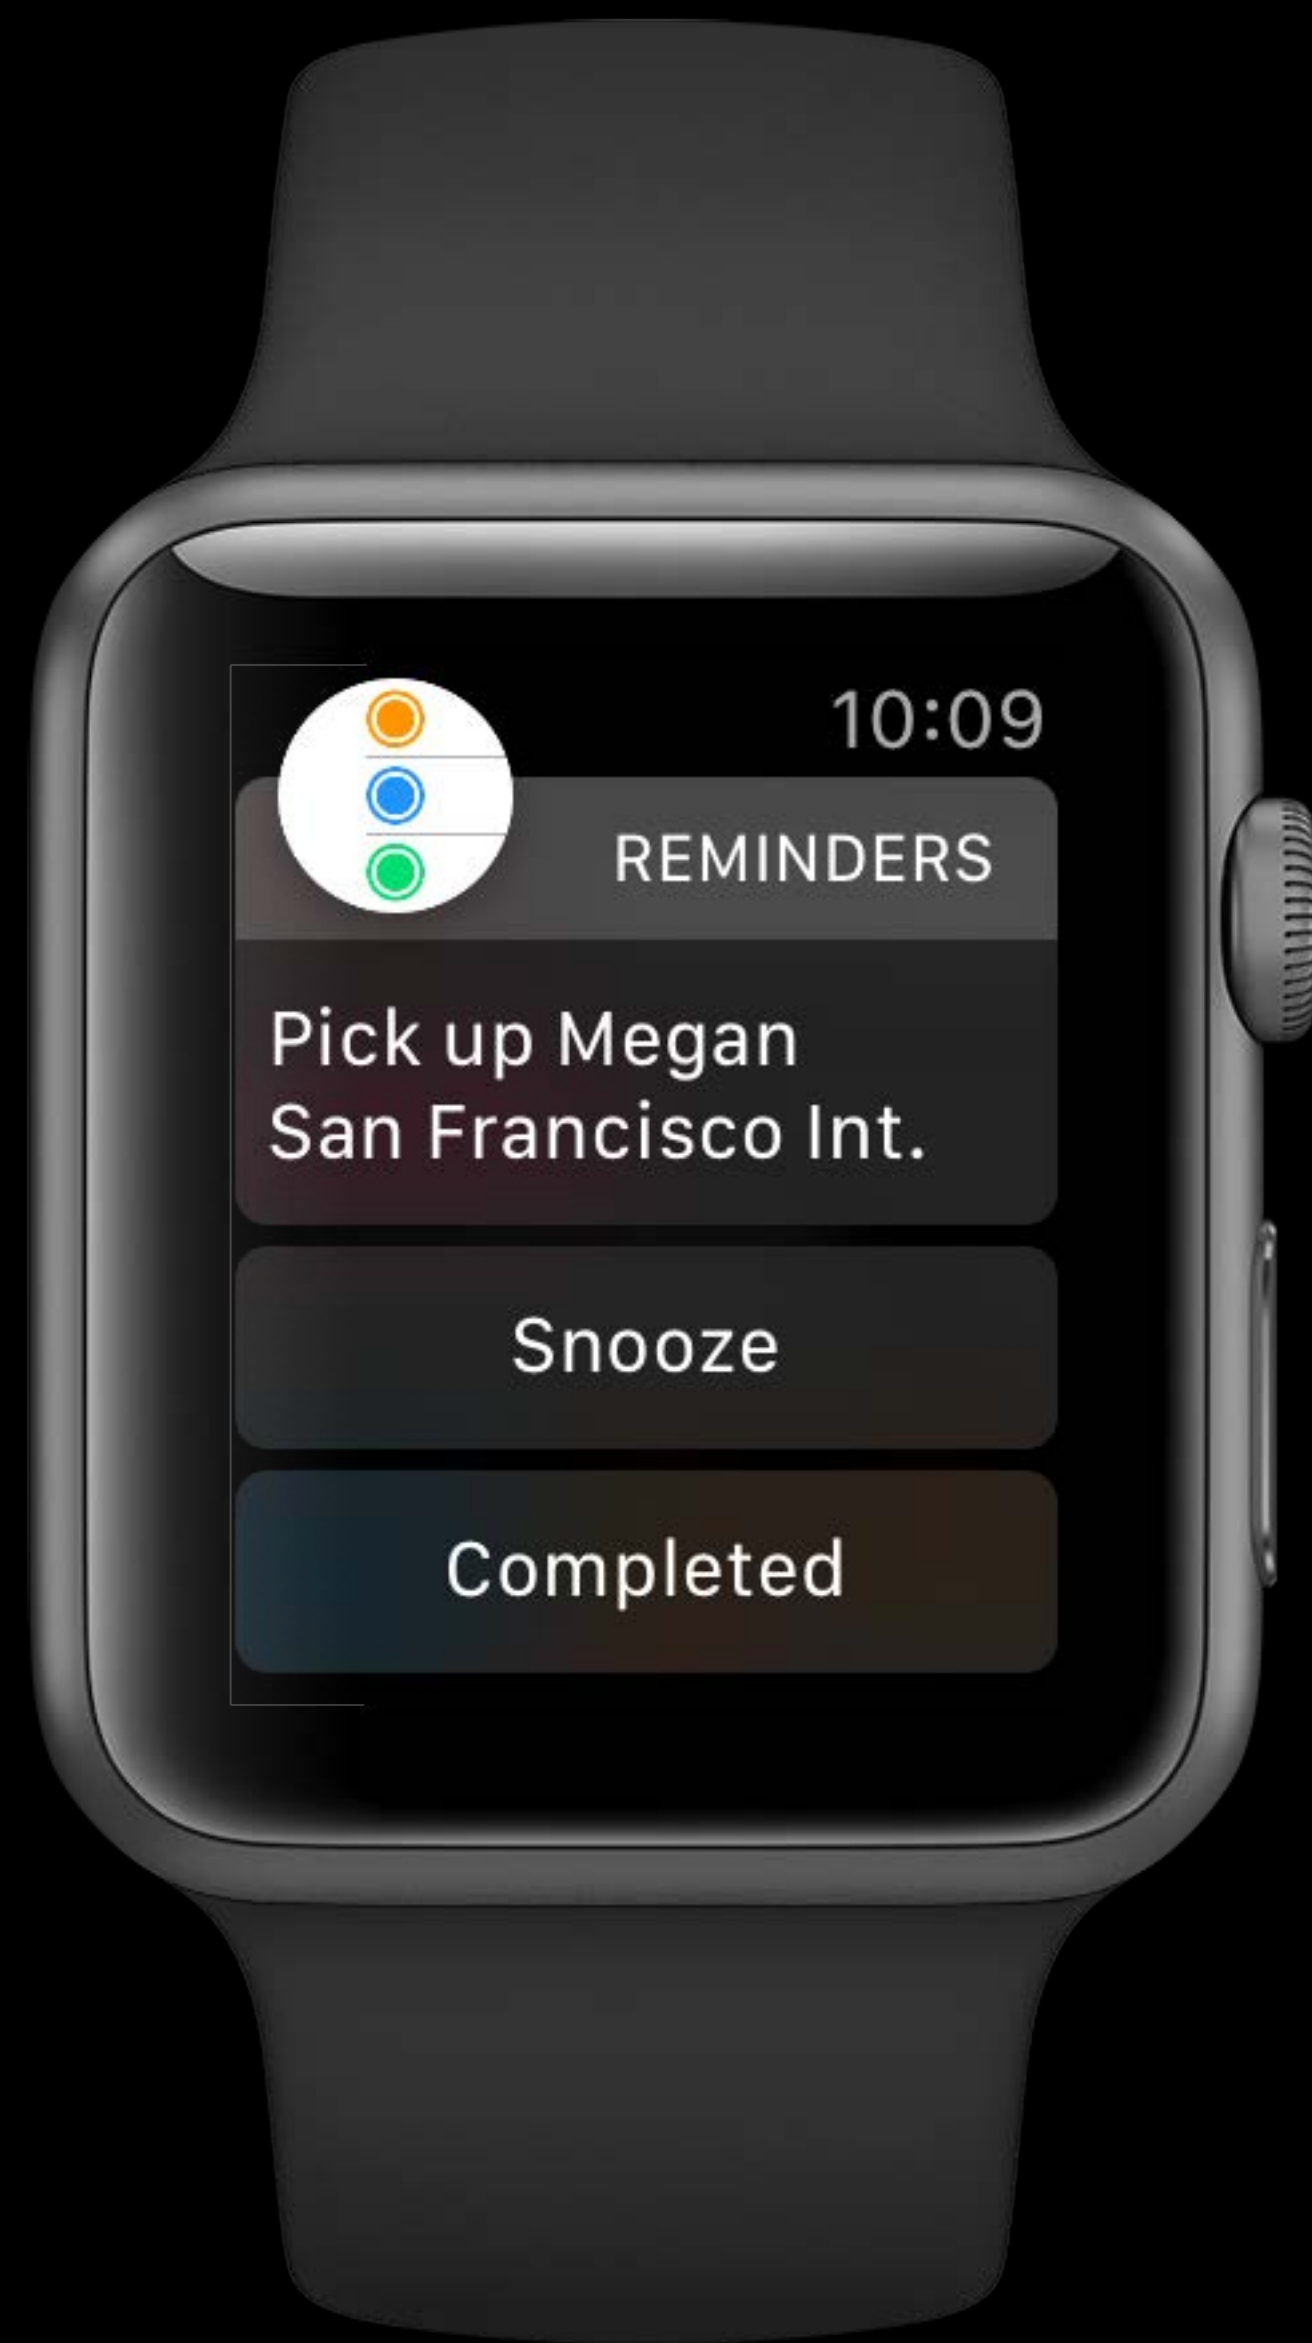 10:09
REMINDERS
Pick up Megan
San Francisco Int.
Snooze
Completed